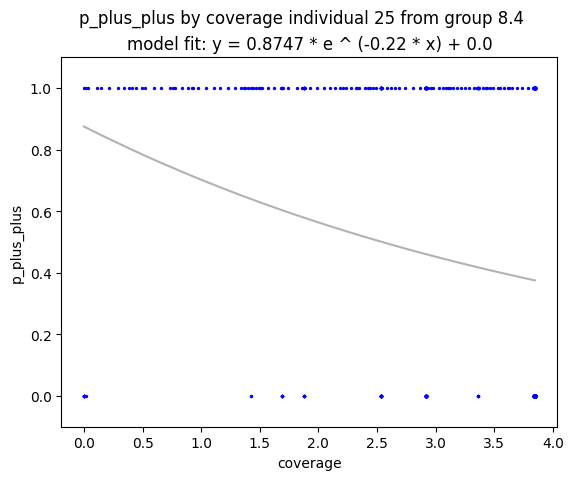 p_plus_plus by coverage individual 25 from group 8.4
model fit: y = 0.8747 * e ^ (-0.22 * x) + 0.0
1.0
0.8
0.6
0.4
0.2
0.0
p_plus_plus
0.0 0.5 1.0 1.5 2.0 2.5 3.0 3.5 4.0
coverage